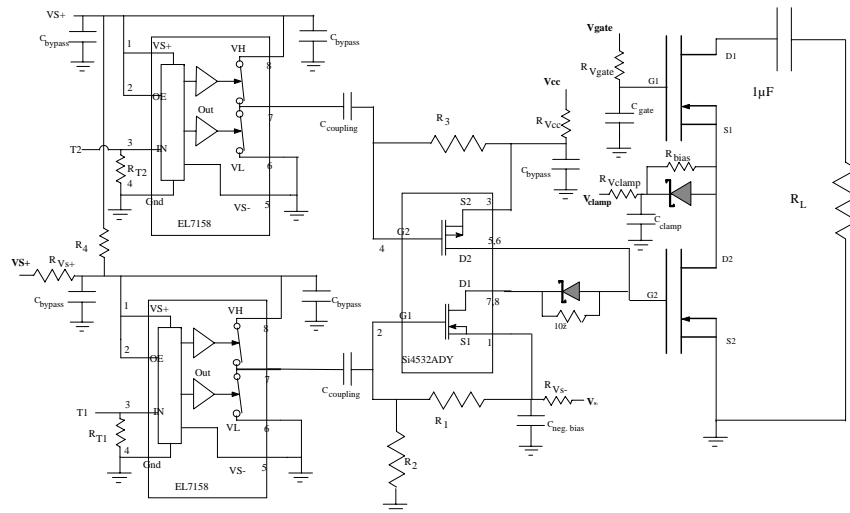 VS+
C bypass
1
VS+
VH
C bypass
8
2
OE
Out
7
T2
3
IN
R T2
4
VL
6
Gnd
VS-
5
EL7158
C coupling
R 3
Vcc
R Vcc
C bypass
S2
3
G2
4
D2
5,6
D1
7,8
G1
2
S1
1
Si4532ADY
10ż
Vgate
R Vgate
G1
C gate
D1
S1
1µF
R bias
R Vclamp
Vclamp
C clamp
R L
D2
G2
S2
R 4
VS+
R Vs+
C bypass
1
VS+
VH
C bypass
8
2
OE
Out
7
T1
3
IN
R T1
4
VL
6
Gnd
VS-
5
EL7158
C coupling
R 1
R 2
R Vs-
C neg. bias